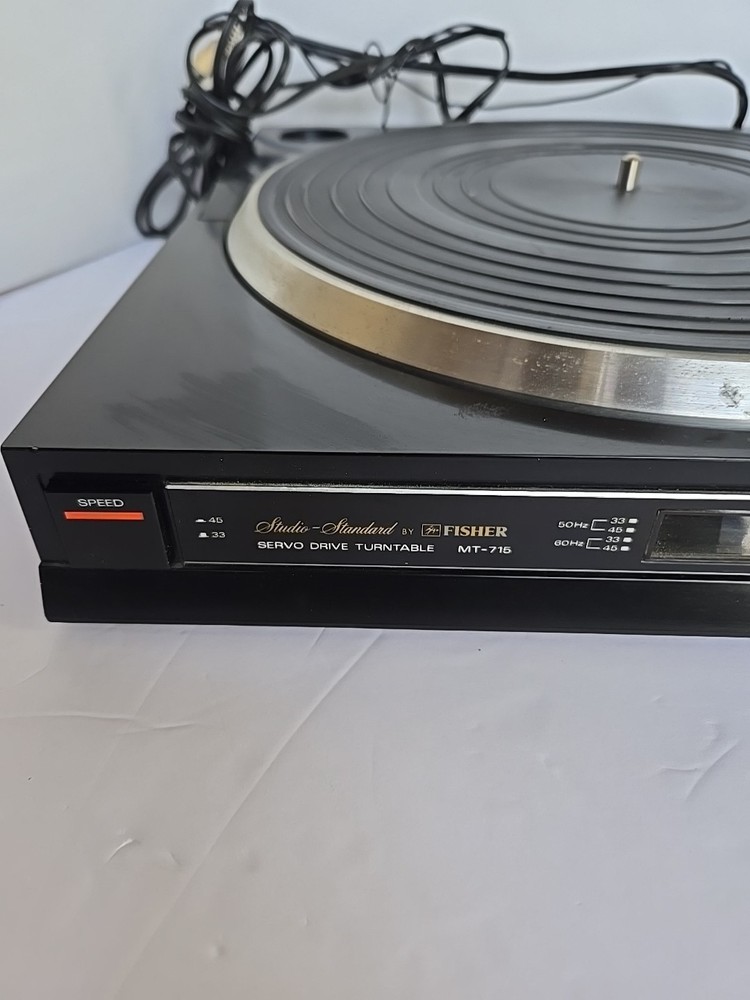 SPEED
45
33
Studio-Standard BY FISHER
SERVO DRIVE TURNTABLE MT-715
50Hz 33
45
60Hz 33
45